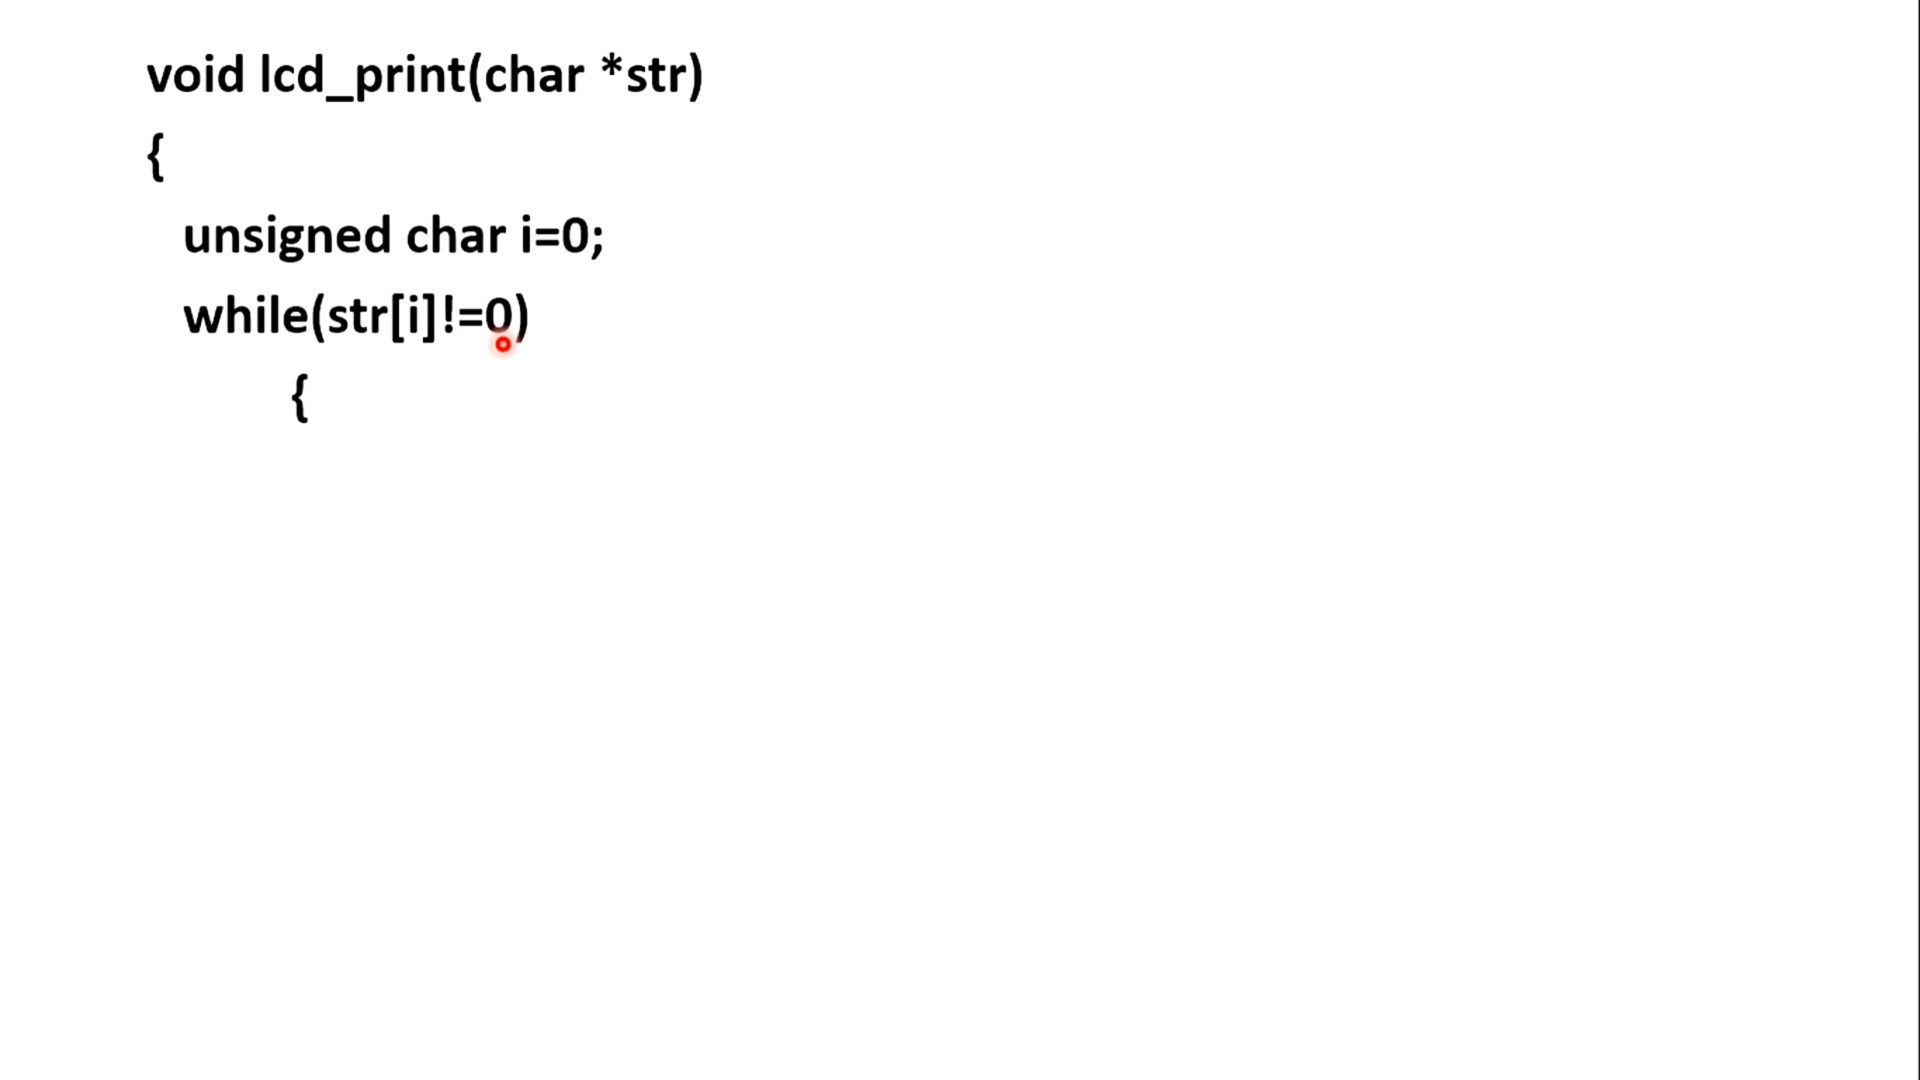 void lcd_print(char *str)
{
unsigned char i=0;
while(str[i]!=0)
{